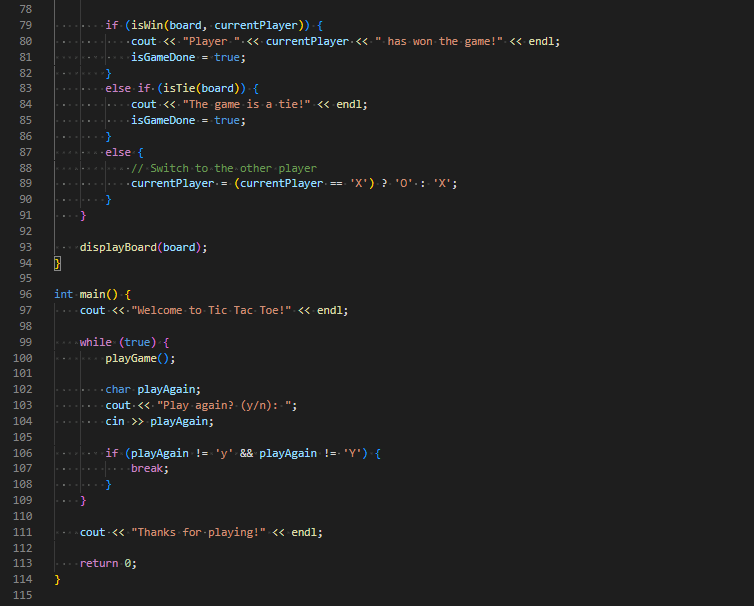 78
79         if (isWin(board, currentPlayer)) {
80             cout << "Player " << currentPlayer << " has won the game!" << endl;
81             isGameDone = true;
82         }
83         else if (isTie(board)) {
84             cout << "The game is a tie!" << endl;
85             isGameDone = true;
86         }
87         else {
88             // Switch to the other player
89             currentPlayer = (currentPlayer == 'X') ? 'O' : 'X';
90         }
91     }
92
93     displayBoard(board);
94 }
95
96 int main() {
97     cout << "Welcome to Tic Tac Toe!" << endl;
98
99     while (true) {
100         playGame();
101
102         char playAgain;
103         cout << "Play again? (y/n): ";
104         cin >> playAgain;
105
106         if (playAgain != 'y' && playAgain != 'Y') {
107             break;
108         }
109     }
110
111     cout << "Thanks for playing!" << endl;
112
113     return 0;
114 }
115